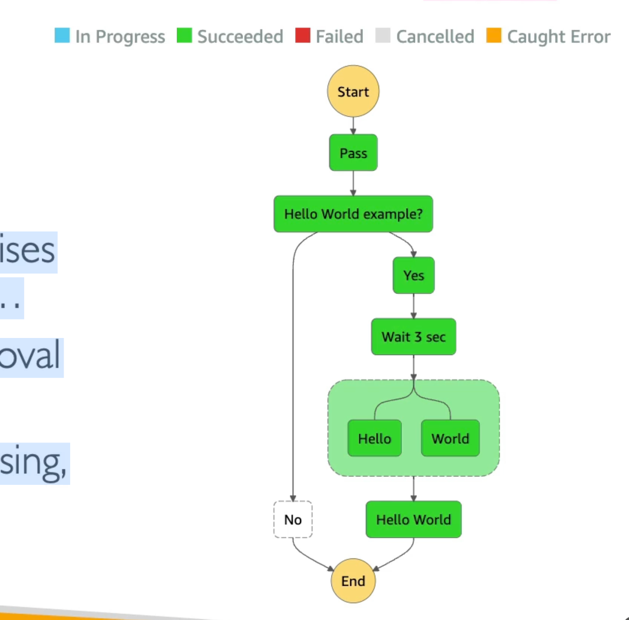 In Progress Succeeded Failed Cancelled Caught Error
Start
Pass
Hello World example?
ises
Yes
..
Wait 3 sec
oval
Hello World
sing,
No Hello World
End